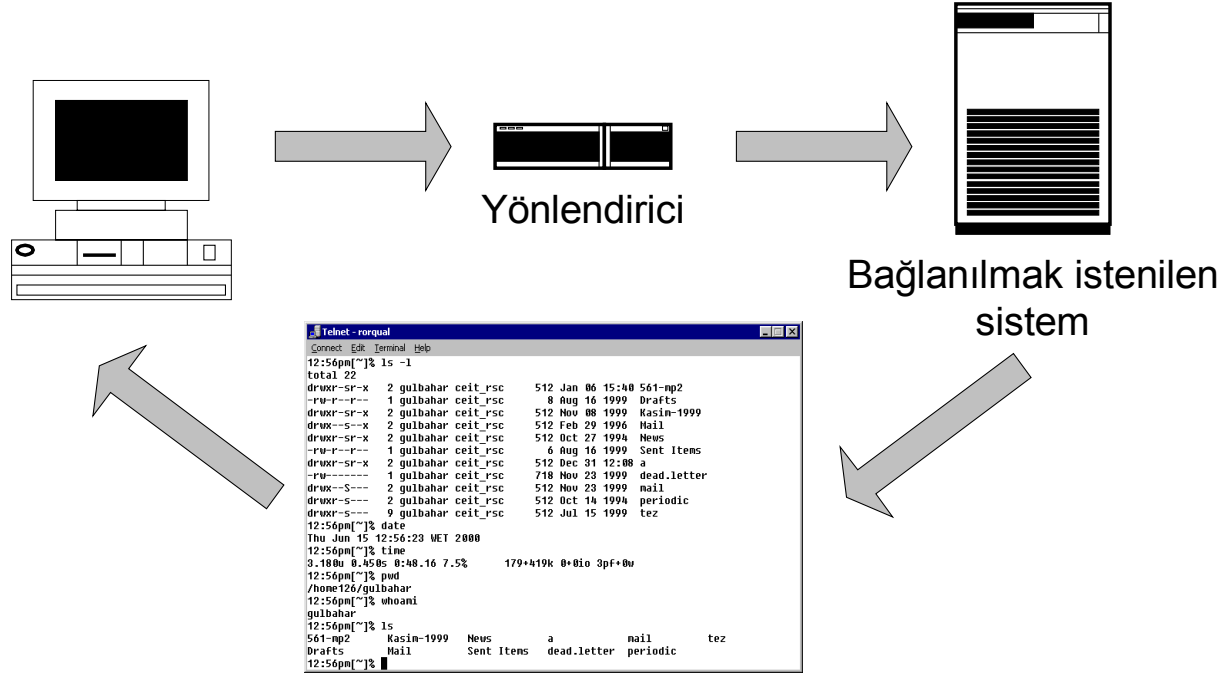 Yönlendirici
Bağlanılmak istenilen
sistem
Telnet - rorqual
Connect Edit Terminal Help
12:56pm[~]% ls -l
total 22
drwxr-sr-x 2 gulbahar ceit_rsc 512 Jan 06 15:40 561-mp2
-rw-r--r-- 1 gulbahar ceit_rsc 8 Aug 16 1999 Drafts
drwxr-sr-x 2 gulbahar ceit_rsc 512 Nov 08 1999 Kasim-1999
drwx--s--x 2 gulbahar ceit_rsc 512 Feb 29 1996 Mail
drwxr-sr-x 2 gulbahar ceit_rsc 512 Oct 27 1994 News
-rw-r--r-- 1 gulbahar ceit_rsc 6 Aug 16 1999 Sent Items
drwxr-sr-x 2 gulbahar ceit_rsc 512 Dec 31 12:08 a
-rw------- 1 gulbahar ceit_rsc 718 Nov 23 1999 dead.letter
drwx--S--- 2 gulbahar ceit_rsc 512 Nov 23 1999 mail
drwxr-s--- 2 gulbahar ceit_rsc 512 Oct 14 1994 periodic
drwxr-s--- 9 gulbahar ceit_rsc 512 Jul 15 1999 tez
12:56pm[~]% date
Thu Jun 15 12:56:23 WET 2000
12:56pm[~]% time
3.180u 0.450s 0:48.16 7.5% 179+419k 0+0io 3pf+0w
12:56pm[~]% pwd
/home126/gulbahar
12:56pm[~]% whoami
gulbahar
12:56pm[~]% ls
561-mp2 Kasim-1999 News a mail tez
Drafts Mail Sent Items dead.letter periodic
12:56pm[~]%